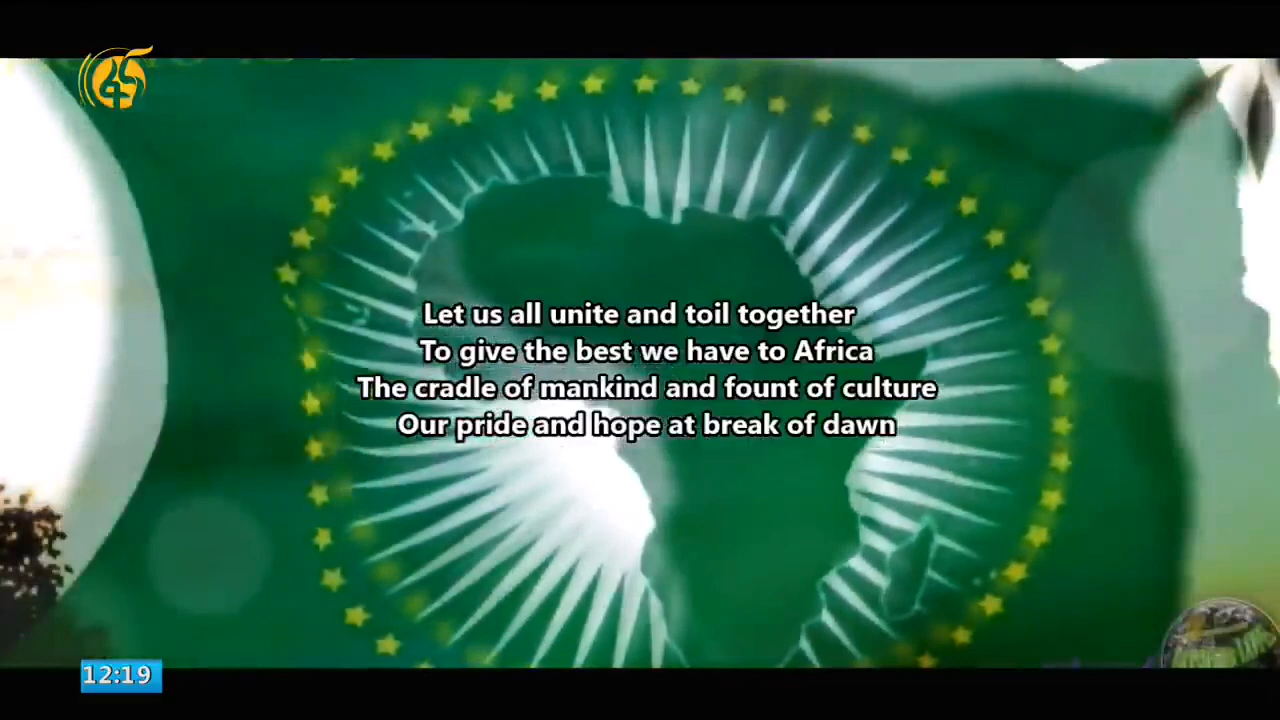 Let us all unite and toil together
To give the best we have to Africa
The cradle of mankind and fount of culture
Our pride and hope at break of dawn
12:19